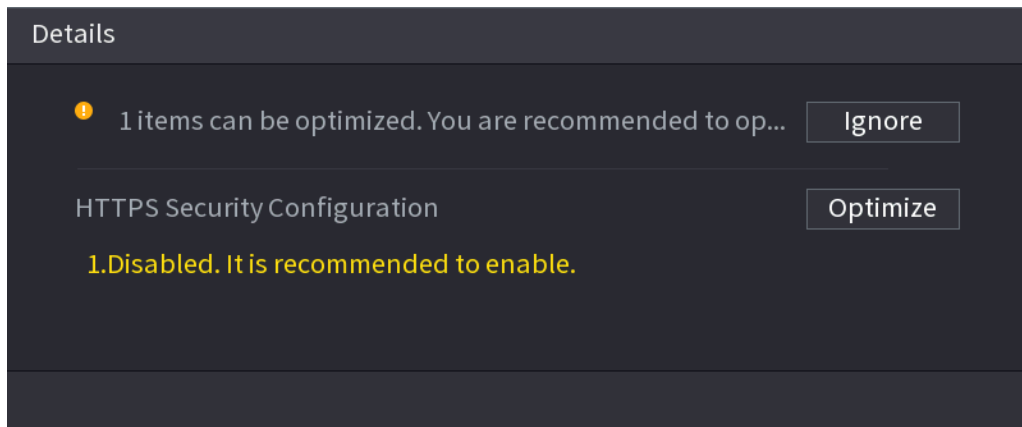 Details
1 items can be optimized. You are recommended to op...
Ignore
HTTPS Security Configuration
Optimize
1.Disabled. It is recommended to enable.